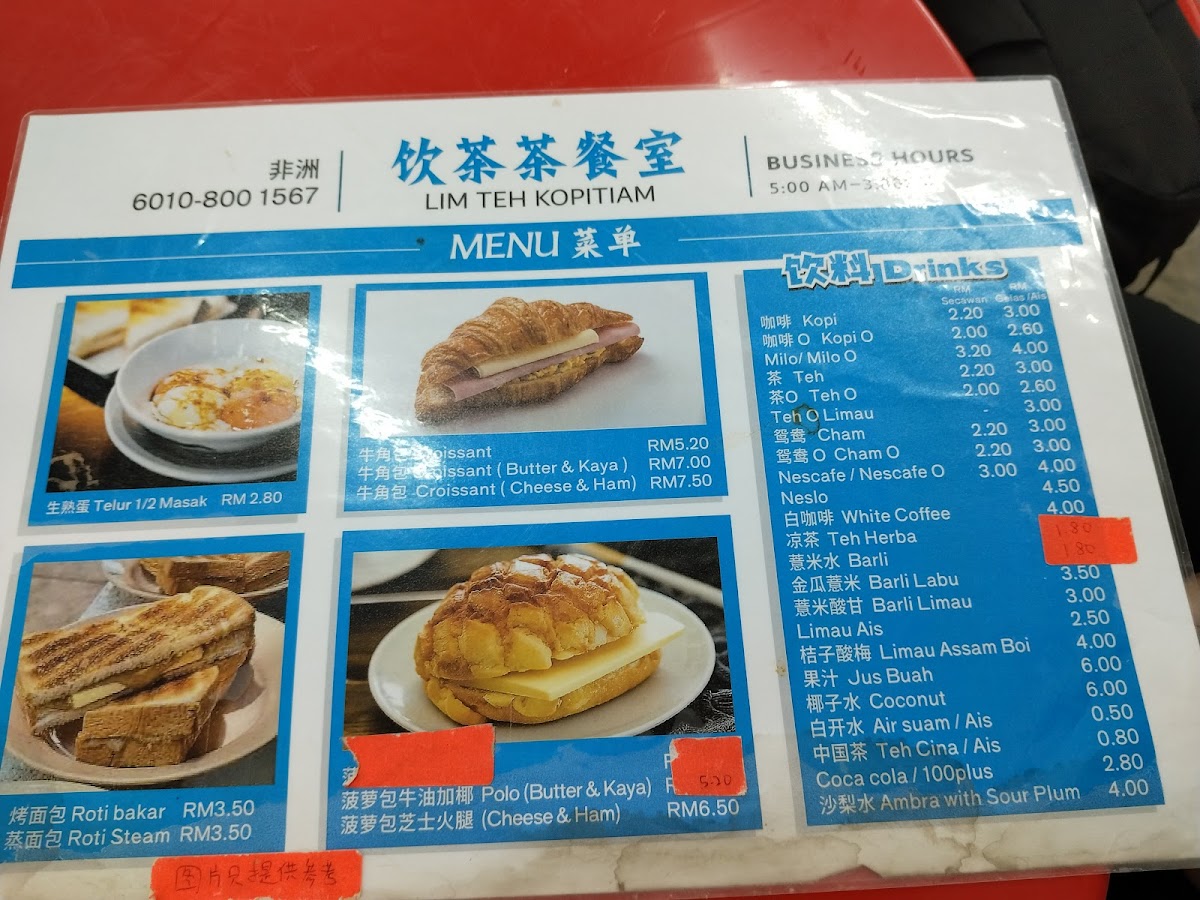 非洲
6010-800 1567
饮茶茶餐室
LIM TEH KOPITIAM
BUSINESS HOURS
5:00 AM-3:00
MENU 菜单
生熟蛋 Telur 1/2 Masak RM 2.80
牛角包 Croissant RM5.20
牛角包 Croissant ( Butter & Kaya ) RM7.00
牛角包 Croissant ( Cheese & Ham) RM7.50
烤面包 Roti bakar RM3.50
蒸面包 Roti Steam RM3.50
菠萝包牛油加椰 Polo (Butter & Kaya) 5.20
菠萝包芝士火腿 (Cheese & Ham) RM6.50
图片只提供参考
饮料 Drinks
RM Secawan RM Gelas /Ais
咖啡 Kopi 2.20 3.00
咖啡 O Kopi O 2.00 2.60
Milo/ Milo O 3.20 4.00
茶 Teh 2.20 3.00
茶O Teh O 2.00 2.60
Teh O Limau - 3.00
鸳鸯 Cham 2.20 3.00
鸳鸯 O Cham O 2.20 3.00
Nescafe / Nescafe O 3.00 4.00
Neslo 4.50
白咖啡 White Coffee 4.00
凉茶 Teh Herba 1.80
薏米水 Barli 1.80
金瓜薏米 Barli Labu 3.50
薏米酸甘 Barli Limau 3.00
Limau Ais 2.50
桔子酸梅 Limau Assam Boi 4.00
果汁 Jus Buah 6.00
椰子水 Coconut 6.00
白开水 Air suam / Ais 0.50
中国茶 Teh Cina / Ais 0.80
Coca cola / 100plus 2.80
沙梨水 Ambra with Sour Plum 4.00